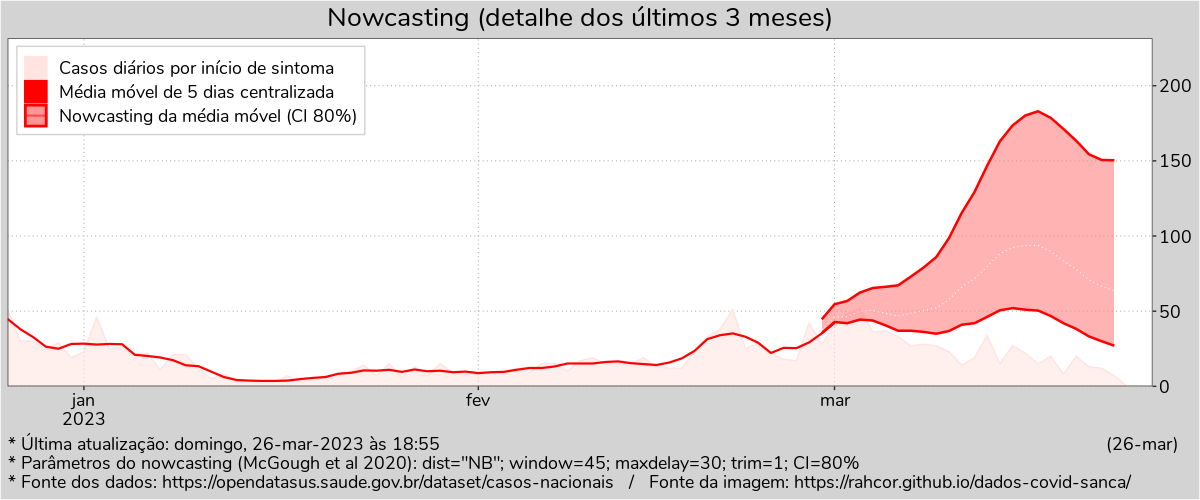 Nowcasting (detalhe dos últimos 3 meses)
Casos diários por início de sintoma
Média móvel de 5 dias centralizada
Nowcasting da média móvel (CI 80%)
200
150
100
50
0
jan fev mar
2023
* Última atualização: domingo, 26-mar-2023 às 18:55 (26-mar)
* Parâmetros do nowcasting (McGough et al 2020): dist="NB"; window=45; maxdelay=30; trim=1; CI=80%
* Fonte dos dados: https://opendatasus.saude.gov.br/dataset/casos-nacionais / Fonte da imagem: https://rahcor.github.io/dados-covid-sanca/